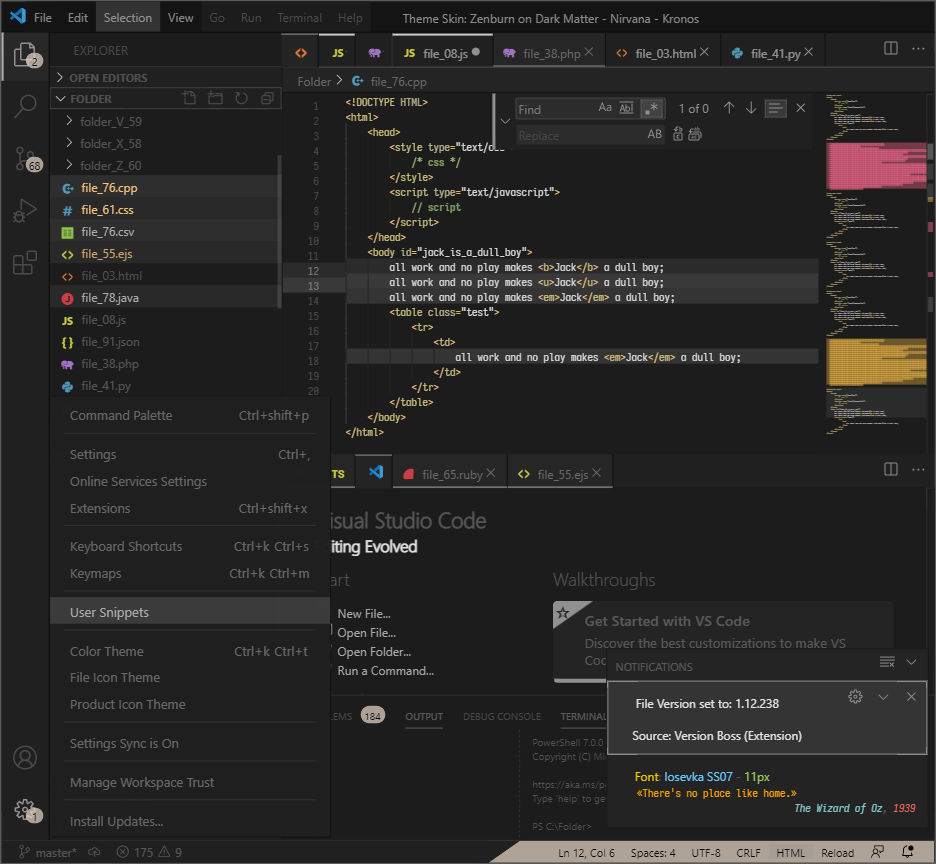 File Edit Selection View Go Run Terminal Help Theme Skin: Zenburn on Dark Matter - Nirvana - Kronos
2
EXPLORER
JS JS file_08.js file_38.php file_03.html file_41.py
OPEN EDITORS
FOLDER
Folder file_76.cpp
folder_V_59
folder_X_58
folder_Z_60
68
file_76.cpp
file_61.css
file_76.csv
file_55.ejs
file_03.html
file_78.java
JS file_08.js
file_91.json
file_38.php
file_41.py
Find Aa Abl .* 1 of 0
Replace AB
1 <!DOCTYPE HTML>
2 <html>
3 <head>
4 <style type="text/css
5 /* css */
6 </style>
7 <script type="text/javascript">
8 // script
9 </script>
10 </head>
11 <body id="jack_is_a_dull_boy">
12 all work and no play makes <b>Jack</b> a dull boy;
13 all work and no play makes <u>Jack</u> a dull boy;
14 all work and no play makes <em>Jack</em> a dull boy;
15 <table class="test">
16 <tr>
17 <td>
18 all work and no play makes <em>Jack</em> a dull boy;
19 </td>
20 </tr>
</table>
</body>
</html>
Command Palette Ctrl+shift+p
Settings Ctrl+,
Online Services Settings
Extensions Ctrl+shift+x
Keyboard Shortcuts Ctrl+k Ctrl+s
Keymaps Ctrl+k Ctrl+m
User Snippets
Color Theme Ctrl+k Ctrl+t
File Icon Theme
Product Icon Theme
Settings Sync is On
Manage Workspace Trust
Install Updates...
1
TS file_65.ruby file_55.ejs
isual Studio Code
iting Evolved
art
New File...
Open File...
Open Folder...
Run a Command...
Walkthroughs
Get Started with VS Code
Discover the best customizations to make VS
Coc
LEMS 184 OUTPUT DEBUG CONSOLE TERMINAL
PowerShell 7.0.0
Copyright (C) Mi
https://aka.ms/p
Type 'help' to ge
PS C:\Folder>
NOTIFICATIONS
File Version set to: 1.12.238
Source: Version Boss (Extension)
Font: Iosevka SS07 - 11px
«There's no place like home.»
The Wizard of Oz, 1939
master* 175 9 Ln 12, Col 6 Spaces: 4 UTF-8 CRLF HTML Reload